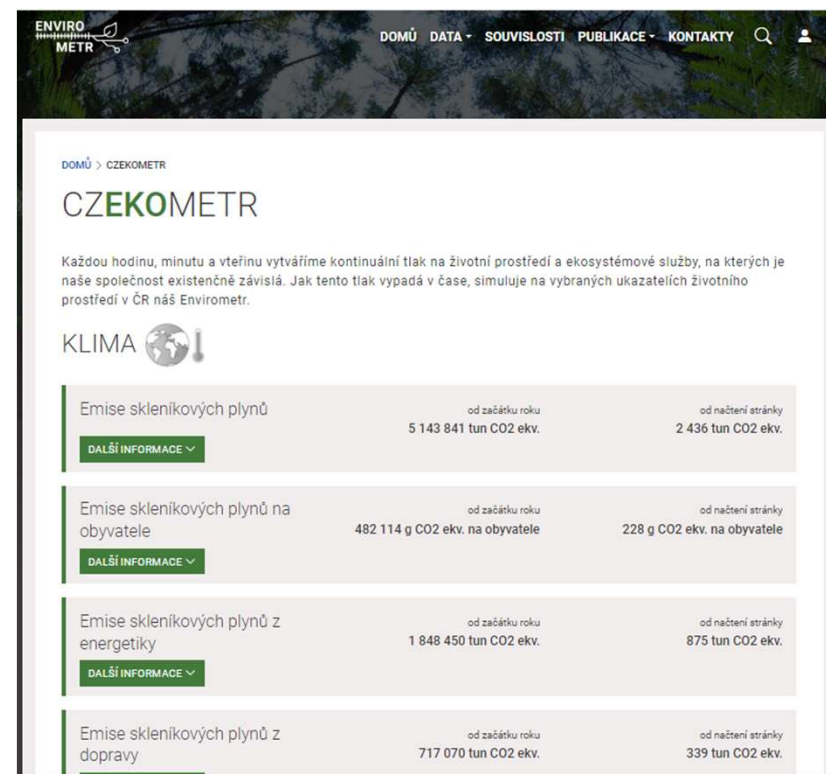 ENVIRO
METR
DOMŮ DATA SOUVISLOSTI PUBLIKACE KONTAKTY
DOMŮ > CZEKOMETR
CZEKOMETR
Každou hodinu, minutu a vteřinu vytváříme kontinuální tlak na životní prostředí a ekosystémové služby, na kterých je
naše společnost existenčně závislá. Jak tento tlak vypadá v čase, simuluje na vybraných ukazatelích životního
prostředí v ČR náš Envirometr.
KLIMA
Emise skleníkových plynů
od začátku roku
5 143 841 tun CO2 ekv.
od načtení stránky
2 436 tun CO2 ekv.
DALŠÍ INFORMACE
Emise skleníkových plynů na
obyvatele
od začátku roku
482 114 g CO2 ekv. na obyvatele
od načtení stránky
228 g CO2 ekv. na obyvatele
DALŠÍ INFORMACE
Emise skleníkových plynů z
energetiky
od začátku roku
1 848 450 tun CO2 ekv.
od načtení stránky
875 tun CO2 ekv.
DALŠÍ INFORMACE
Emise skleníkových plynů z
dopravy
od začátku roku
717 070 tun CO2 ekv.
od načtení stránky
339 tun CO2 ekv.